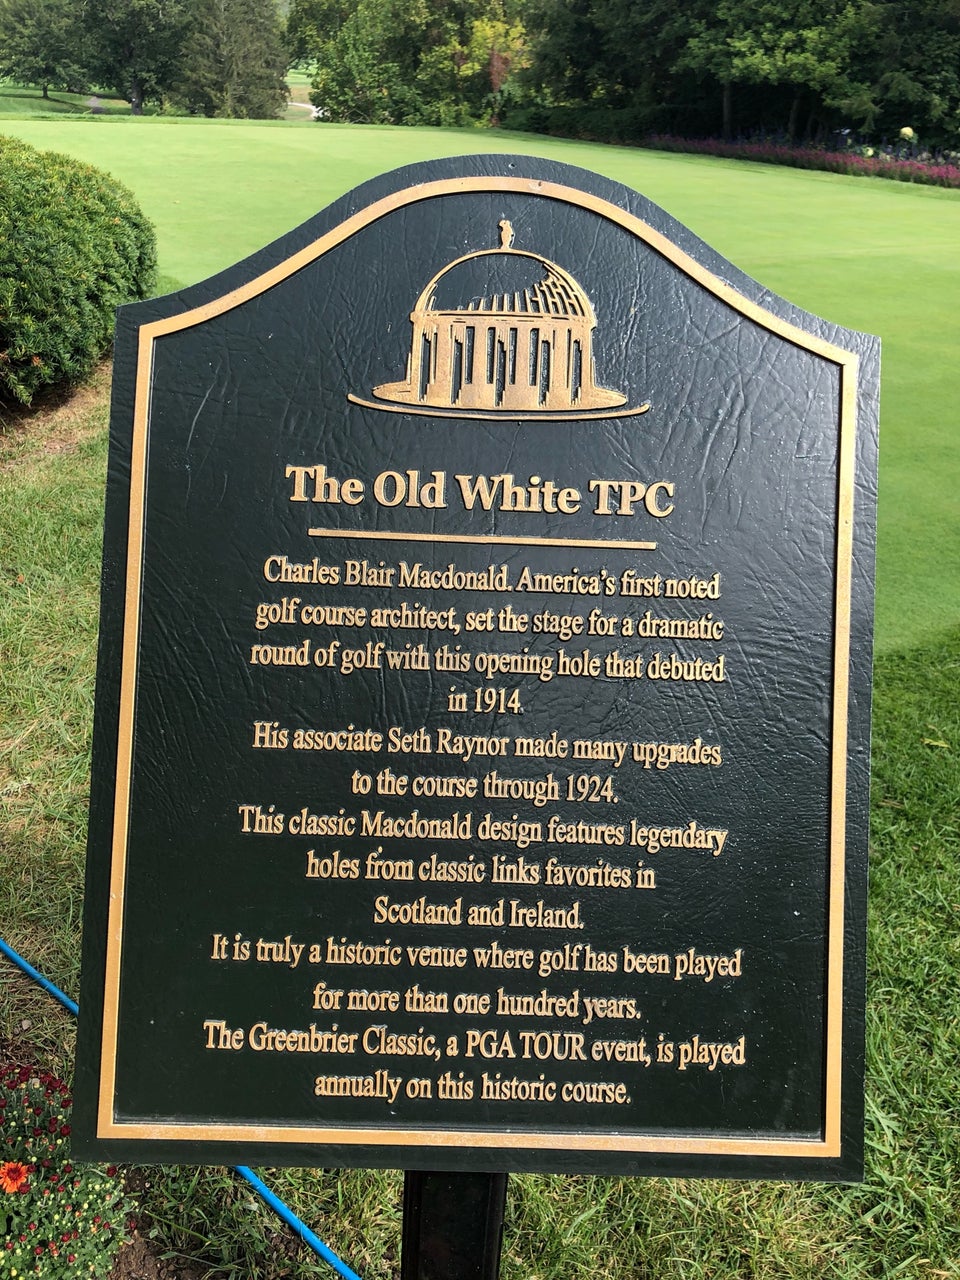 The Old White TPC
Charles Blair Macdonald. America's first noted
golf course architect, set the stage for a dramatic
round of golf with this opening hole that debuted
in 1914.
His associate Seth Raynor made many upgrades
to the course through 1924.
This classic Macdonald design features legendary
holes from classic links favorites in
Scotland and Ireland.
It is truly a historic venue where golf has been played
for more than one hundred years.
The Greenbrier Classic, a PGA TOUR event, is played
annually on this historic course.